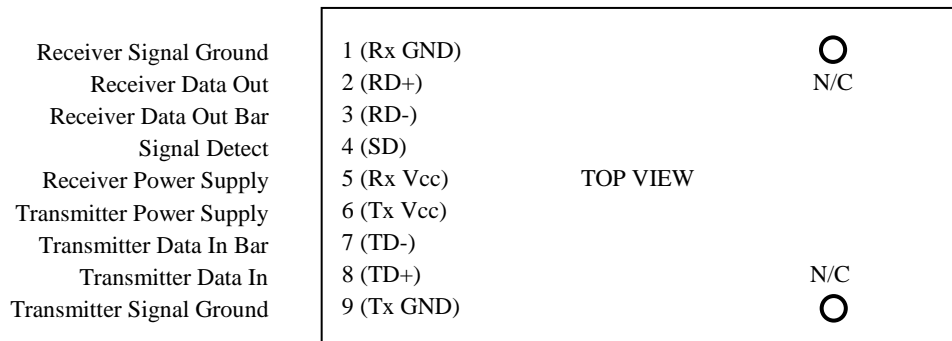 Receiver Signal Ground 1 (Rx GND)
Receiver Data Out 2 (RD+) N/C
Receiver Data Out Bar 3 (RD-)
Signal Detect 4 (SD)
Receiver Power Supply 5 (Rx Vcc) TOP VIEW
Transmitter Power Supply 6 (Tx Vcc)
Transmitter Data In Bar 7 (TD-)
Transmitter Data In 8 (TD+) N/C
Transmitter Signal Ground 9 (Tx GND)